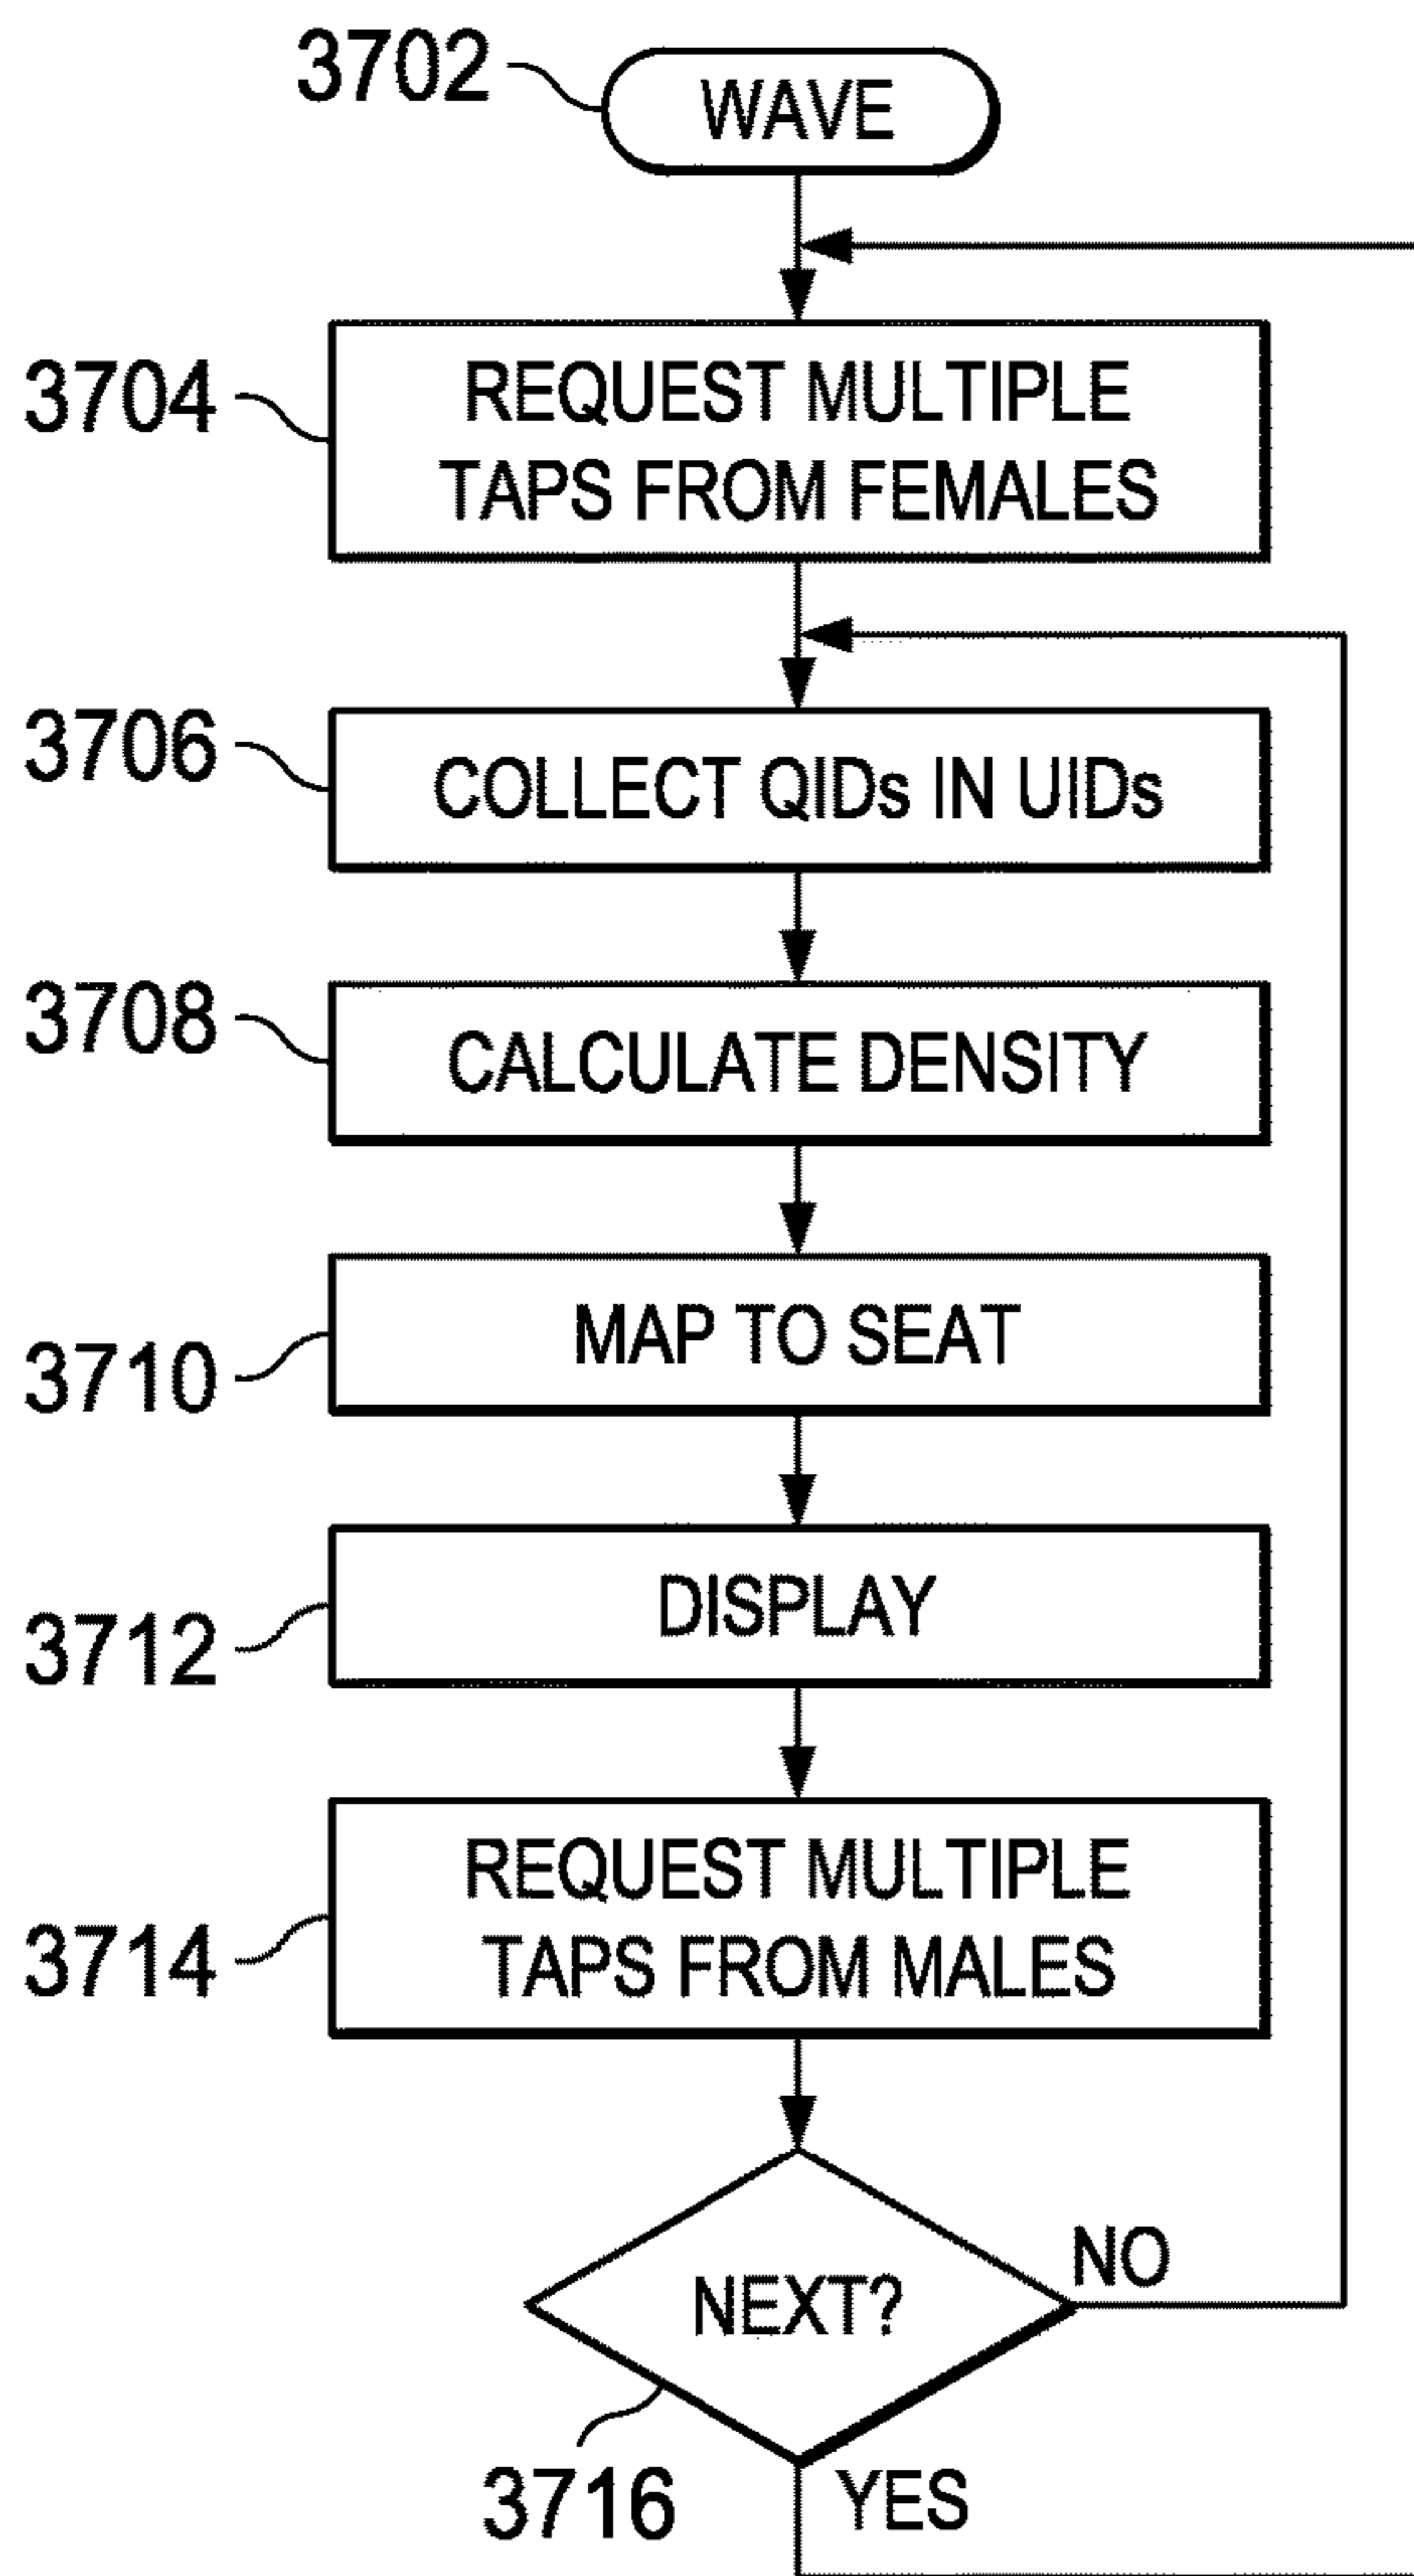 3702
WAVE
3704
REQUEST MULTIPLE
TAPS FROM FEMALES
3706
COLLECT QIDs IN UIDs
3708
CALCULATE DENSITY
3710
MAP TO SEAT
3712
DISPLAY
3714
REQUEST MULTIPLE
TAPS FROM MALES
NO
NEXT?
3716
YES